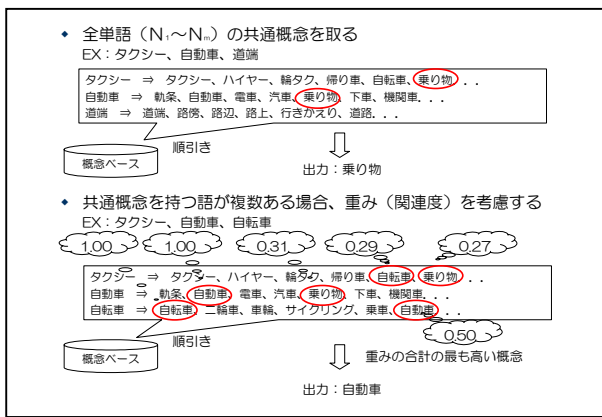 全単語（N₁～Nₘ）の共通概念を取る
EX：タクシー、自動車、道端
タクシー ⇒ タクシー、ハイヤー、輪タク、帰り車、自転車、乗り物．．．
自動車 ⇒ 軌条、自動車、電車、汽車、乗り物、下車、機関車．．．
道端 ⇒ 道端、路傍、路辺、路上、行きかえり、道路．．．
順引き
概念ベース
出力：乗り物
共通概念を持つ語が複数ある場合、重み（関連度）を考慮する
EX：タクシー、自動車、自転車
1.00 1.00 0.31 0.29 0.27
タクシー ⇒ タクシー、ハイヤー、輪タク、帰り車、自転車、乗り物．．．
自動車 ⇒ 軌条、自動車、電車、汽車、乗り物、下車、機関車．．．
自転車 ⇒ 自転車、二輪車、車輪、サイクリング、乗車、自動車．．．
0.50
順引き
概念ベース
重みの合計の最も高い概念
出力：自動車